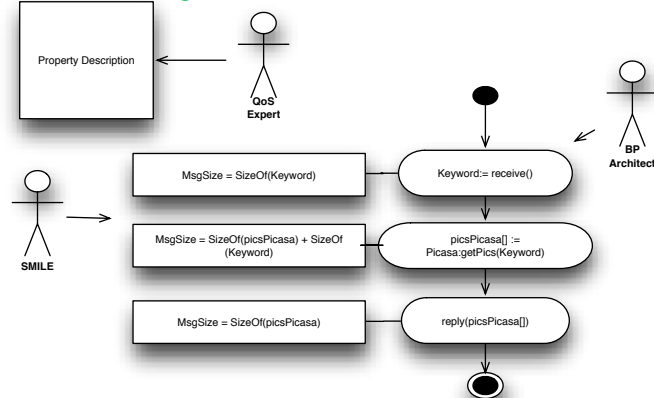 Property Description
QoS
Expert
BP
Architect
MsgSize = SizeOf(Keyword)
Keyword:= receive()
SMILE
MsgSize = SizeOf(picsPicasa) + SizeOf
(Keyword)
picsPicasa[] :=
Picasa:getPics(Keyword)
MsgSize = SizeOf(picsPicasa)
reply(picsPicasa[])